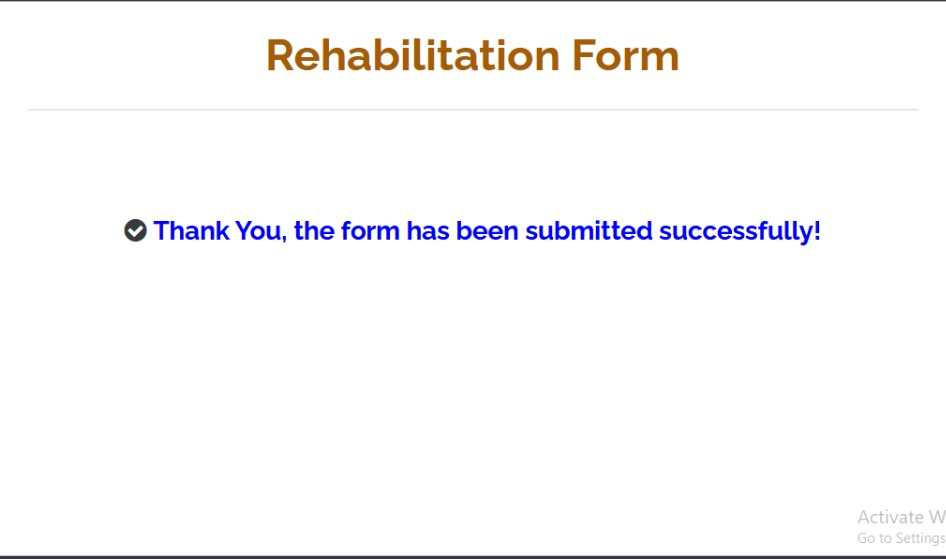 Rehabilitation Form
Thank You, the form has been submitted successfully!
Activate W
Go to Settings